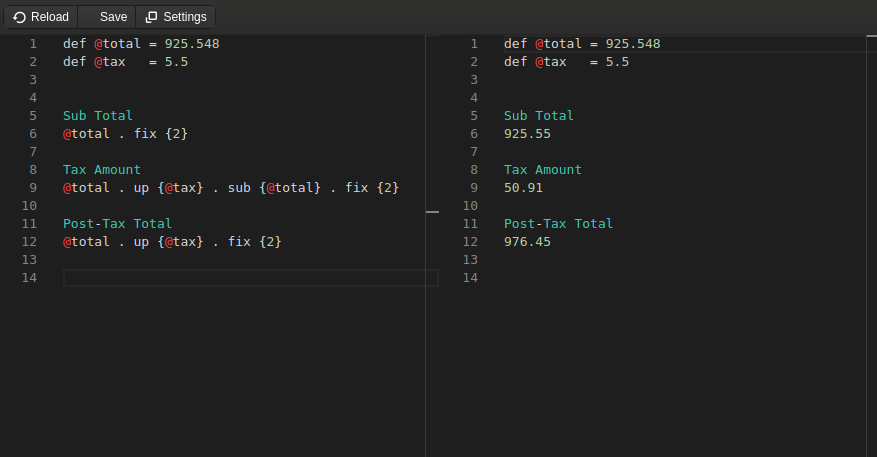 Reload Save Settings
1 def @total = 925.548
2 def @tax   = 5.5
3
4
5 Sub Total
6 @total . fix {2}
7
8 Tax Amount
9 @total . up {@tax} . sub {@total} . fix {2}
10
11 Post-Tax Total
12 @total . up {@tax} . fix {2}
13
14
1 def @total = 925.548
2 def @tax   = 5.5
3
4
5 Sub Total
6 925.55
7
8 Tax Amount
9 50.91
10
11 Post-Tax Total
12 976.45
13
14